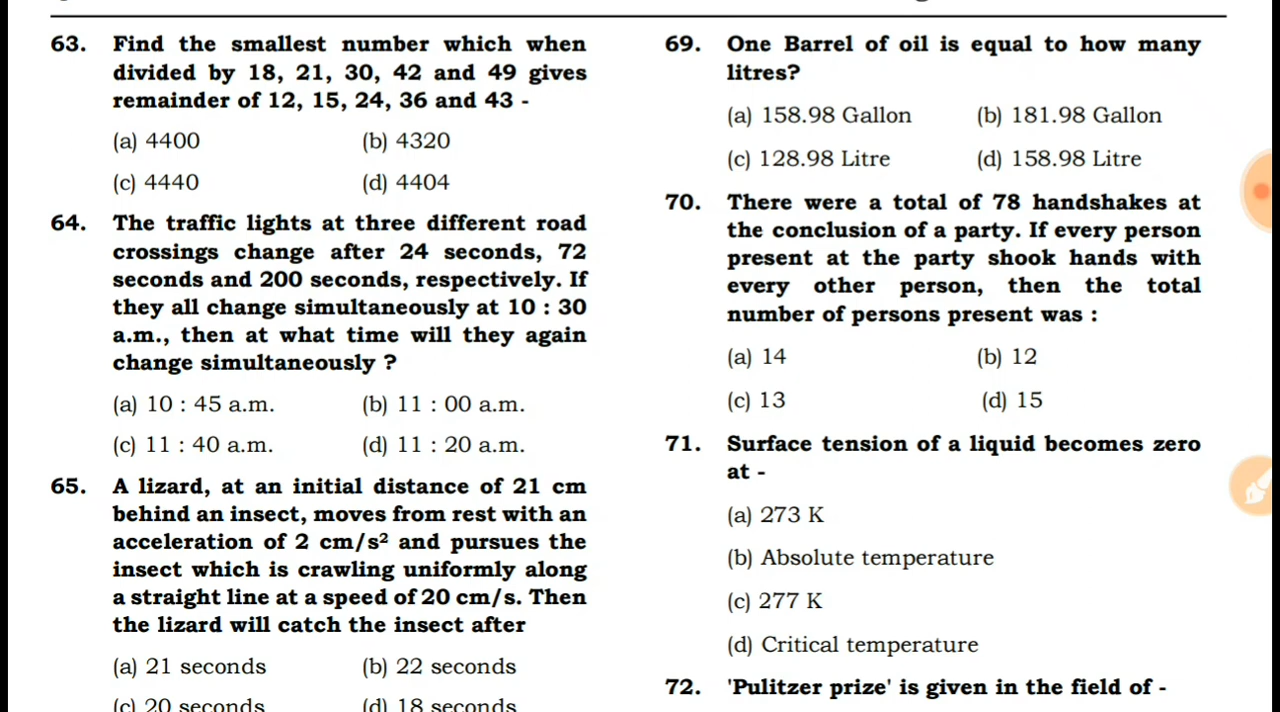 63. Find the smallest number which when
divided by 18, 21, 30, 42 and 49 gives
remainder of 12, 15, 24, 36 and 43 -
(a) 4400 (b) 4320
(c) 4440 (d) 4404
64. The traffic lights at three different road
crossings change after 24 seconds, 72
seconds and 200 seconds, respectively. If
they all change simultaneously at 10 : 30
a.m., then at what time will they again
change simultaneously ?
(a) 10 : 45 a.m. (b) 11 : 00 a.m.
(c) 11 : 40 a.m. (d) 11 : 20 a.m.
65. A lizard, at an initial distance of 21 cm
behind an insect, moves from rest with an
acceleration of 2 cm/s² and pursues the
insect which is crawling uniformly along
a straight line at a speed of 20 cm/s. Then
the lizard will catch the insect after
(a) 21 seconds (b) 22 seconds
(c) 20 seconds (d) 18 seconds
69. One Barrel of oil is equal to how many
litres?
(a) 158.98 Gallon (b) 181.98 Gallon
(c) 128.98 Litre (d) 158.98 Litre
70. There were a total of 78 handshakes at
the conclusion of a party. If every person
present at the party shook hands with
every other person, then the total
number of persons present was :
(a) 14 (b) 12
(c) 13 (d) 15
71. Surface tension of a liquid becomes zero
at -
(a) 273 K
(b) Absolute temperature
(c) 277 K
(d) Critical temperature
72. 'Pulitzer prize' is given in the field of -